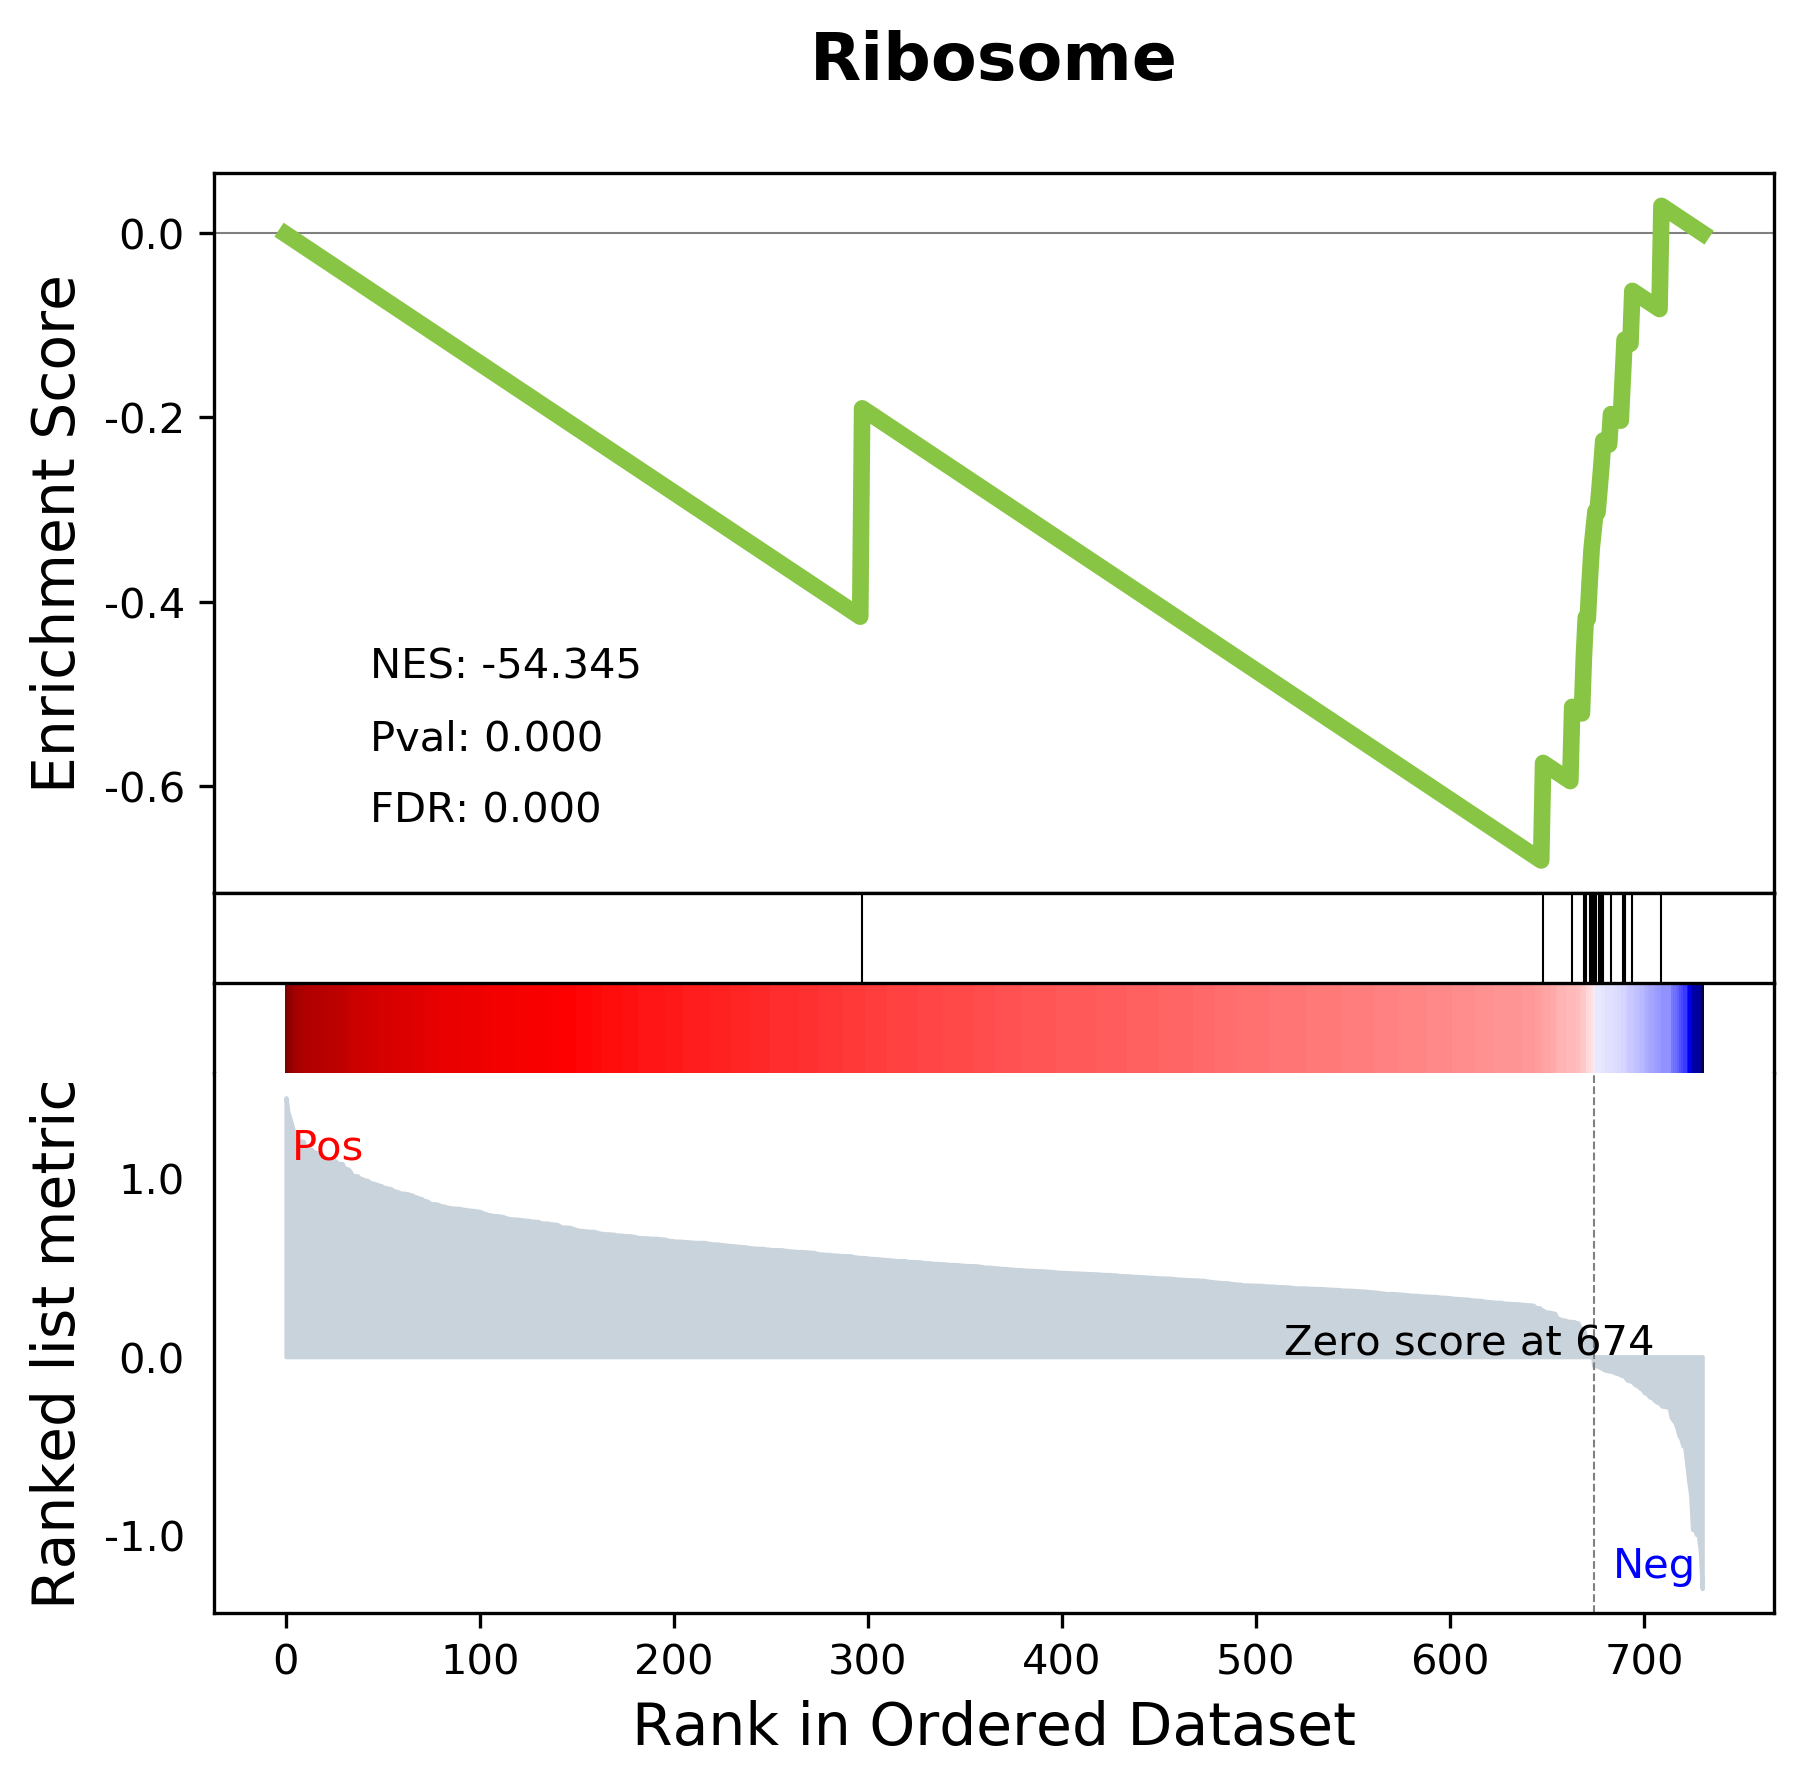 Ribosome
Enrichment Score
0.0
-0.2
-0.4
-0.6
NES: -54.345
Pval: 0.000
FDR: 0.000
Ranked list metric
1.0
0.0
-1.0
Pos
Zero score at 674
Neg
0 100 200 300 400 500 600 700
Rank in Ordered Dataset